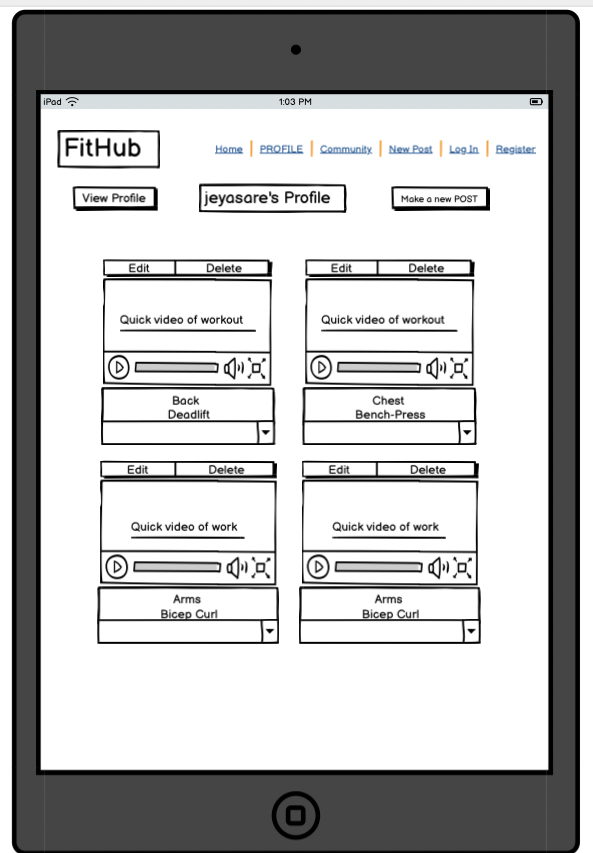 iPad 1:03 PM
FitHub
Home PROFILE Community New Post Log In Register
View Profile jeyasare's Profile Make a new POST
Edit Delete Edit Delete
Quick video of workout Quick video of workout
Back Chest
Deadlift Bench-Press
Edit Delete Edit Delete
Quick video of work Quick video of work
Arms Arms
Bicep Curl Bicep Curl